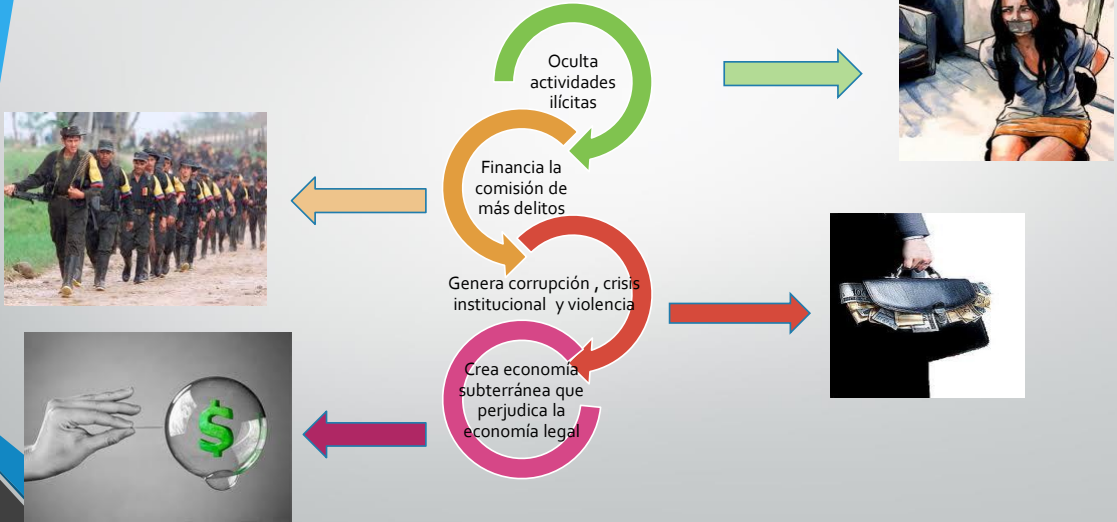 Oculta
actividades
ilícitas
Financia la
comisión de
más delitos
Genera corrupción , crisis
institucional y violencia
Crea economía
subterránea que
perjudica la
economía legal
$